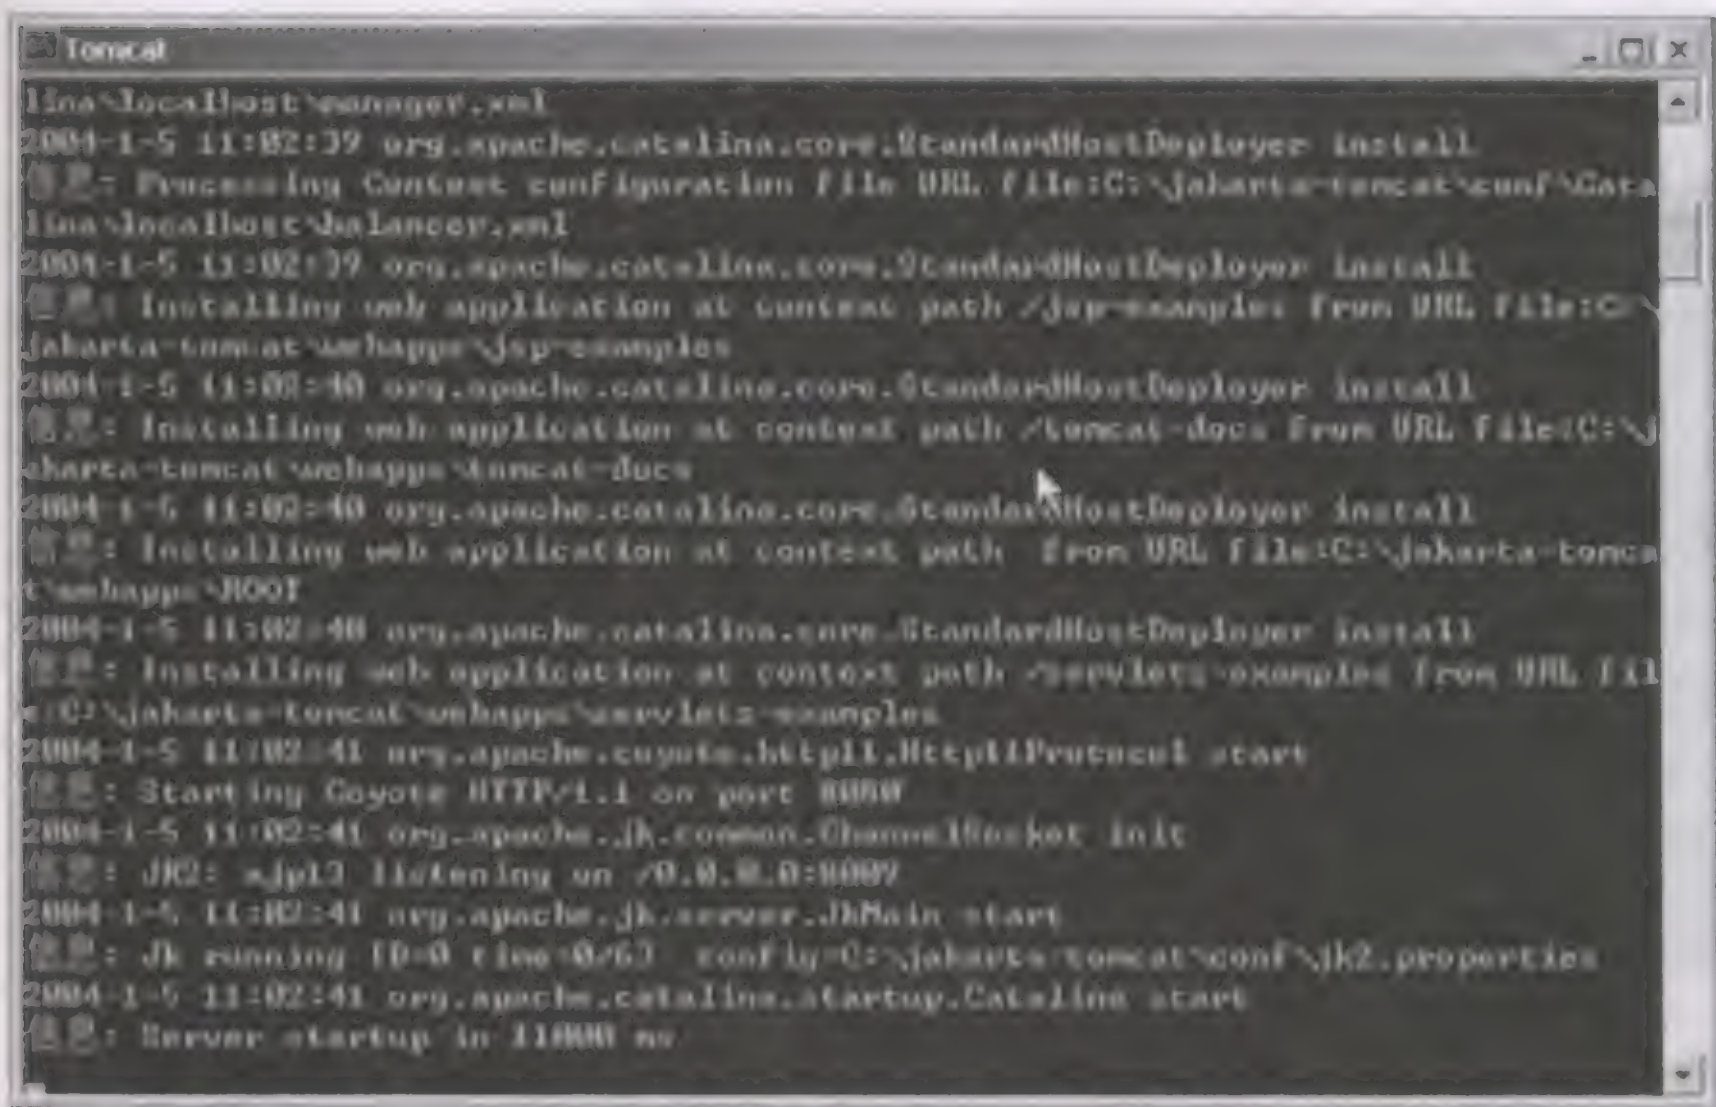 Tomcat
lina\localhost\manager.xml
2004-1-5 11:02:39 org.apache.catalina.core.StandardHostDeployer install
信息: Processing Context configuration file URL file:C:\jakarta-tomcat\conf\Cata
lina\localhost\balancer.xml
2004-1-5 11:02:39 org.apache.catalina.core.StandardHostDeployer install
信息: Installing web application at context path /jsp-examples from URL file:C:\
jakarta-tomcat\webapps\jsp-examples
2004-1-5 11:02:40 org.apache.catalina.core.StandardHostDeployer install
信息: Installing web application at context path /tomcat-docs from URL file:C:\j
akarta-tomcat\webapps\tomcat-docs
2004-1-5 11:02:40 org.apache.catalina.core.StandardHostDeployer install
信息: Installing web application at context path  from URL file:C:\jakarta-tomca
t\webapps\ROOT
2004-1-5 11:02:40 org.apache.catalina.core.StandardHostDeployer install
信息: Installing web application at context path /servlets-examples from URL fil
e:C:\jakarta-tomcat\webapps\servlets-examples
2004-1-5 11:02:41 org.apache.coyote.http11.Http11Protocol start
信息: Starting Coyote HTTP/1.1 on port 8080
2004-1-5 11:02:41 org.apache.jk.common.ChannelSocket init
信息: JK2: ajp13 listening on /0.0.0.0:8009
2004-1-5 11:02:41 org.apache.jk.server.JkMain start
信息: Jk running ID=0 time=0/63  config=C:\jakarta-tomcat\conf\jk2.properties
2004-1-5 11:02:41 org.apache.catalina.startup.Catalina start
信息: Server startup in ms